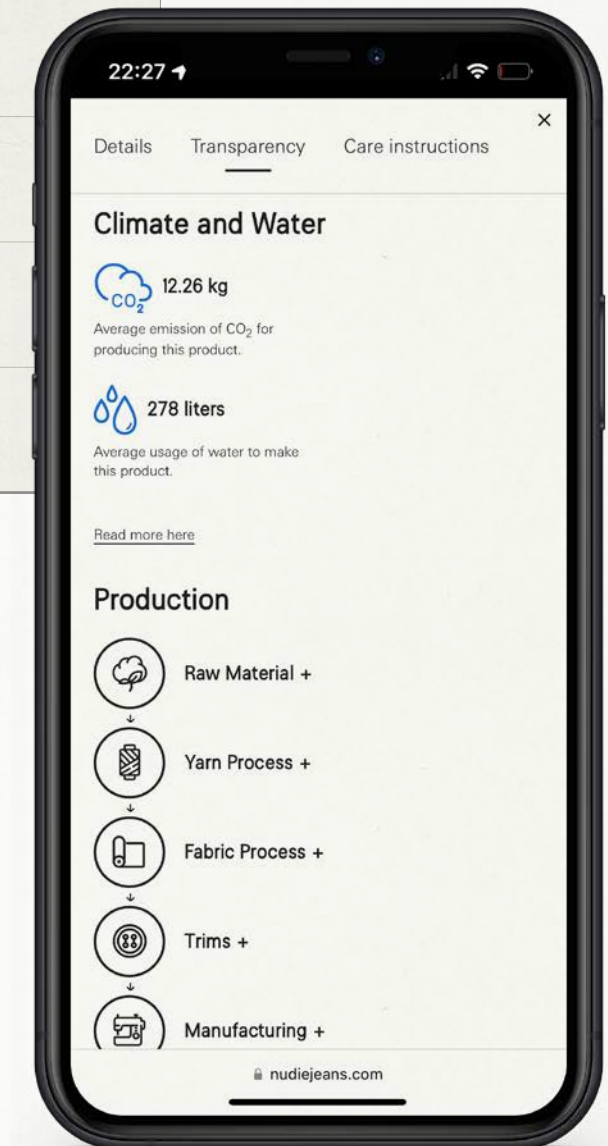 22:27
Details Transparency Care instructions
Climate and Water
CO2 12.26 kg
Average emission of CO2 for
producing this product.
278 liters
Average usage of water to make
this product.
Read more here
Production
Raw Material +
Yarn Process +
Fabric Process +
Trims +
Manufacturing +
nudiejeans.com